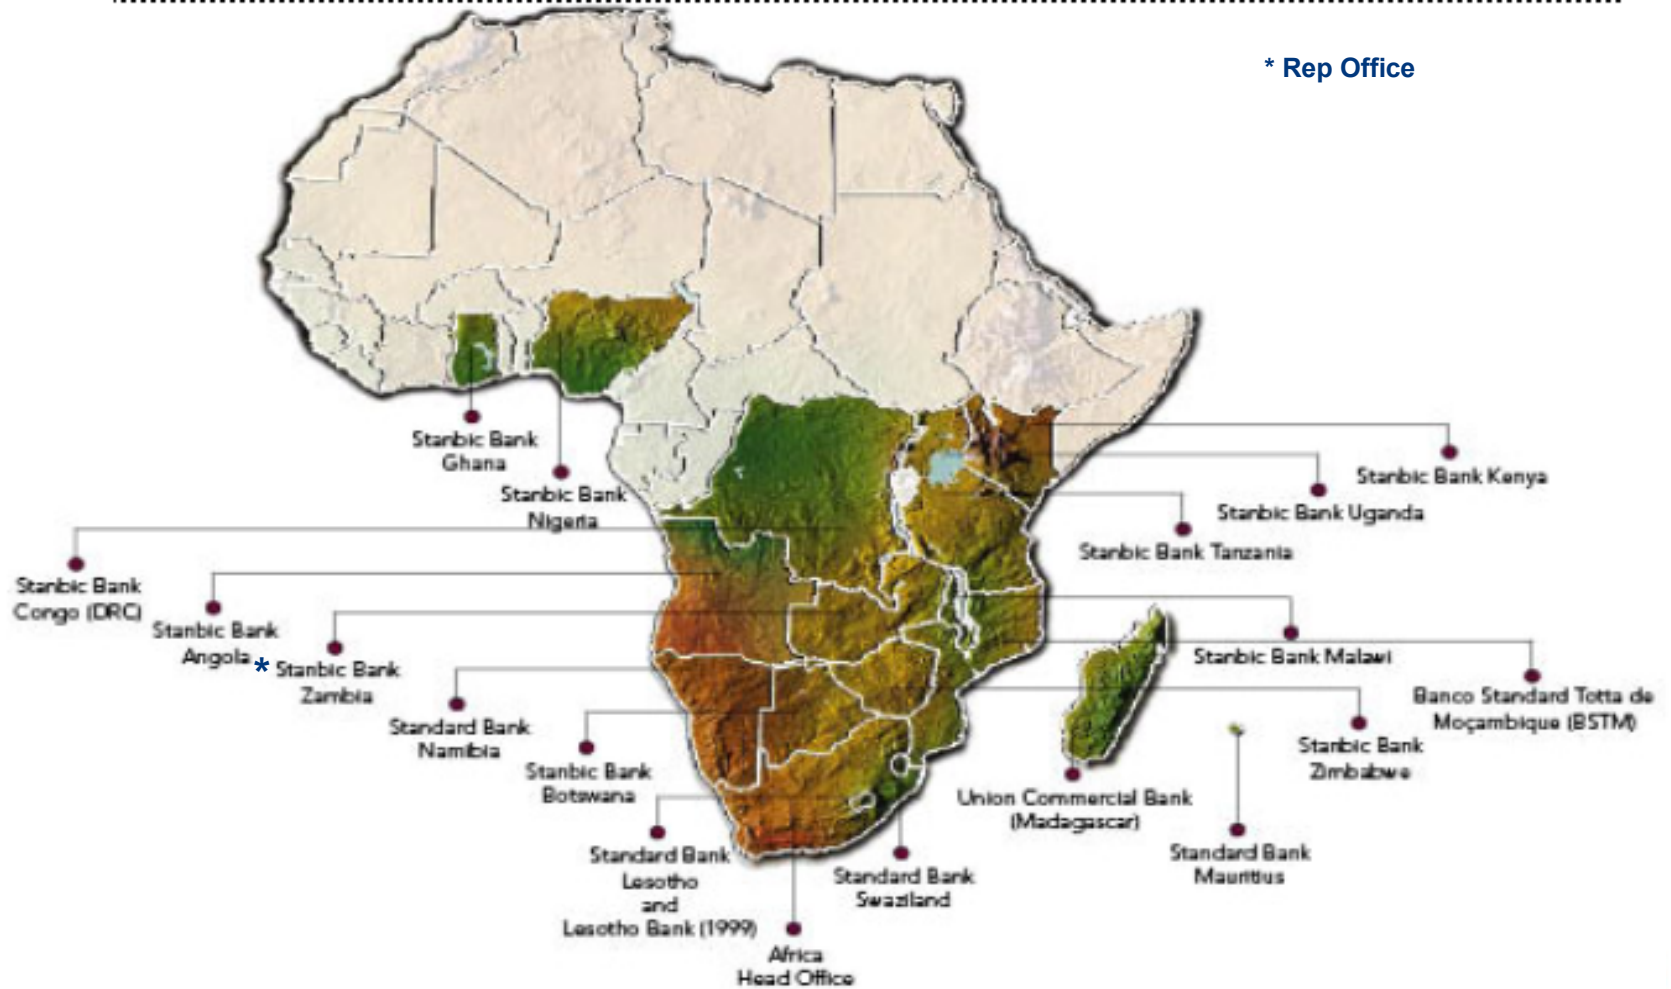 * Rep Office
Stanbic Bank
Ghana
Stanbic Bank
Nigeria
Stanbic Bank Kenya
Stanbic Bank Uganda
Stanbic Bank Tanzania
Stanbic Bank
Congo (DRC)
Stanbic Bank
Angola *
Stanbic Bank
Zambia
Stanbic Bank Malawi
Banco Standard Totta de
Moçambique (BSTM)
Standard Bank
Namibia
Stanbic Bank
Zimbabwe
Stanbic Bank
Botswana
Union Commercial Bank
(Madagascar)
Standard Bank
Mauritius
Standard Bank
Lesotho
and
Lesotho Bank (1999)
Standard Bank
Swaziland
Africa
Head Office